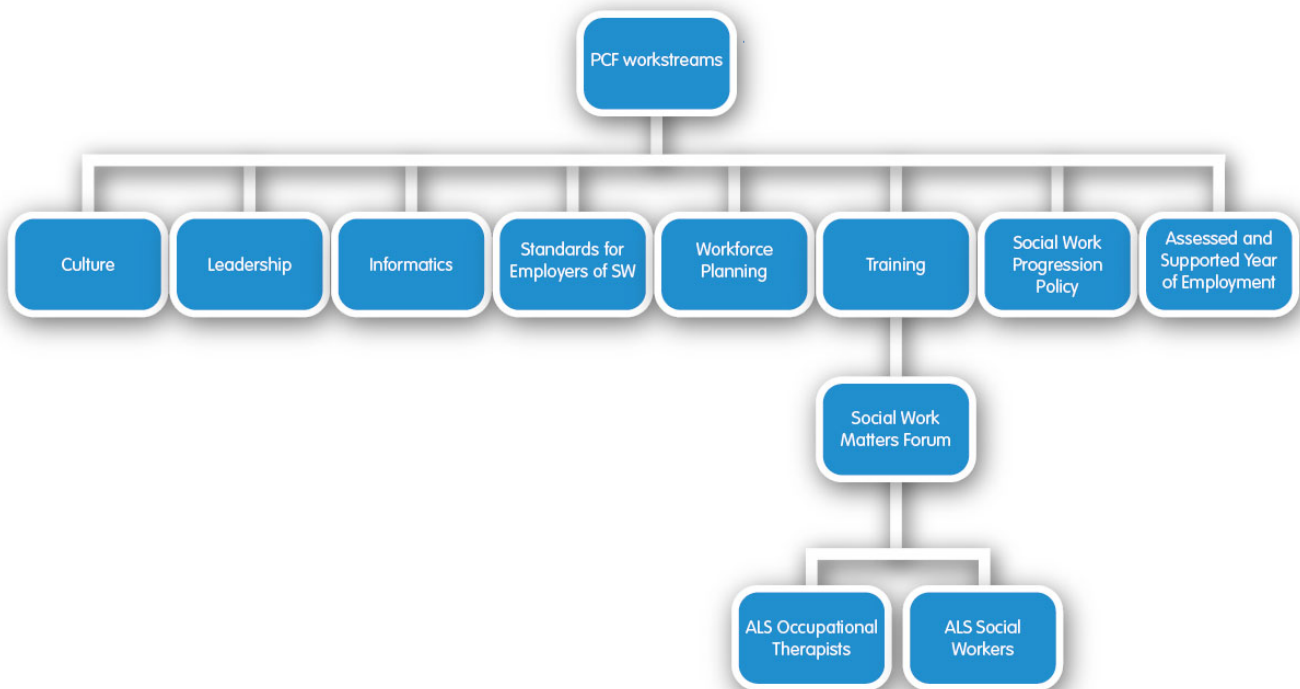 PCF workstreams
Culture
Leadership
Informatics
Standards for
Employers of SW
Workforce
Planning
Training
Social Work
Progression
Policy
Assessed and
Supported Year
of Employment
Social Work
Matters Forum
ALS Occupational
Therapists
ALS Social
Workers